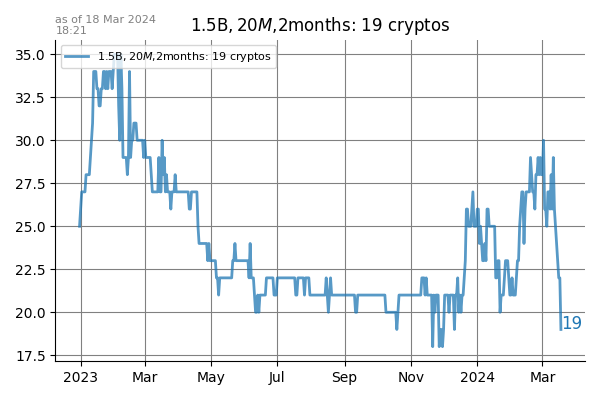 as of 18 Mar 2024
18:21
1.5B,20M,2months: 19 cryptos
1.5B,20M,2months: 19 cryptos
35.0
32.5
30.0
27.5
25.0
22.5
20.0
17.5
19
2023
Mar
May
Jul
Sep
Nov
2024
Mar